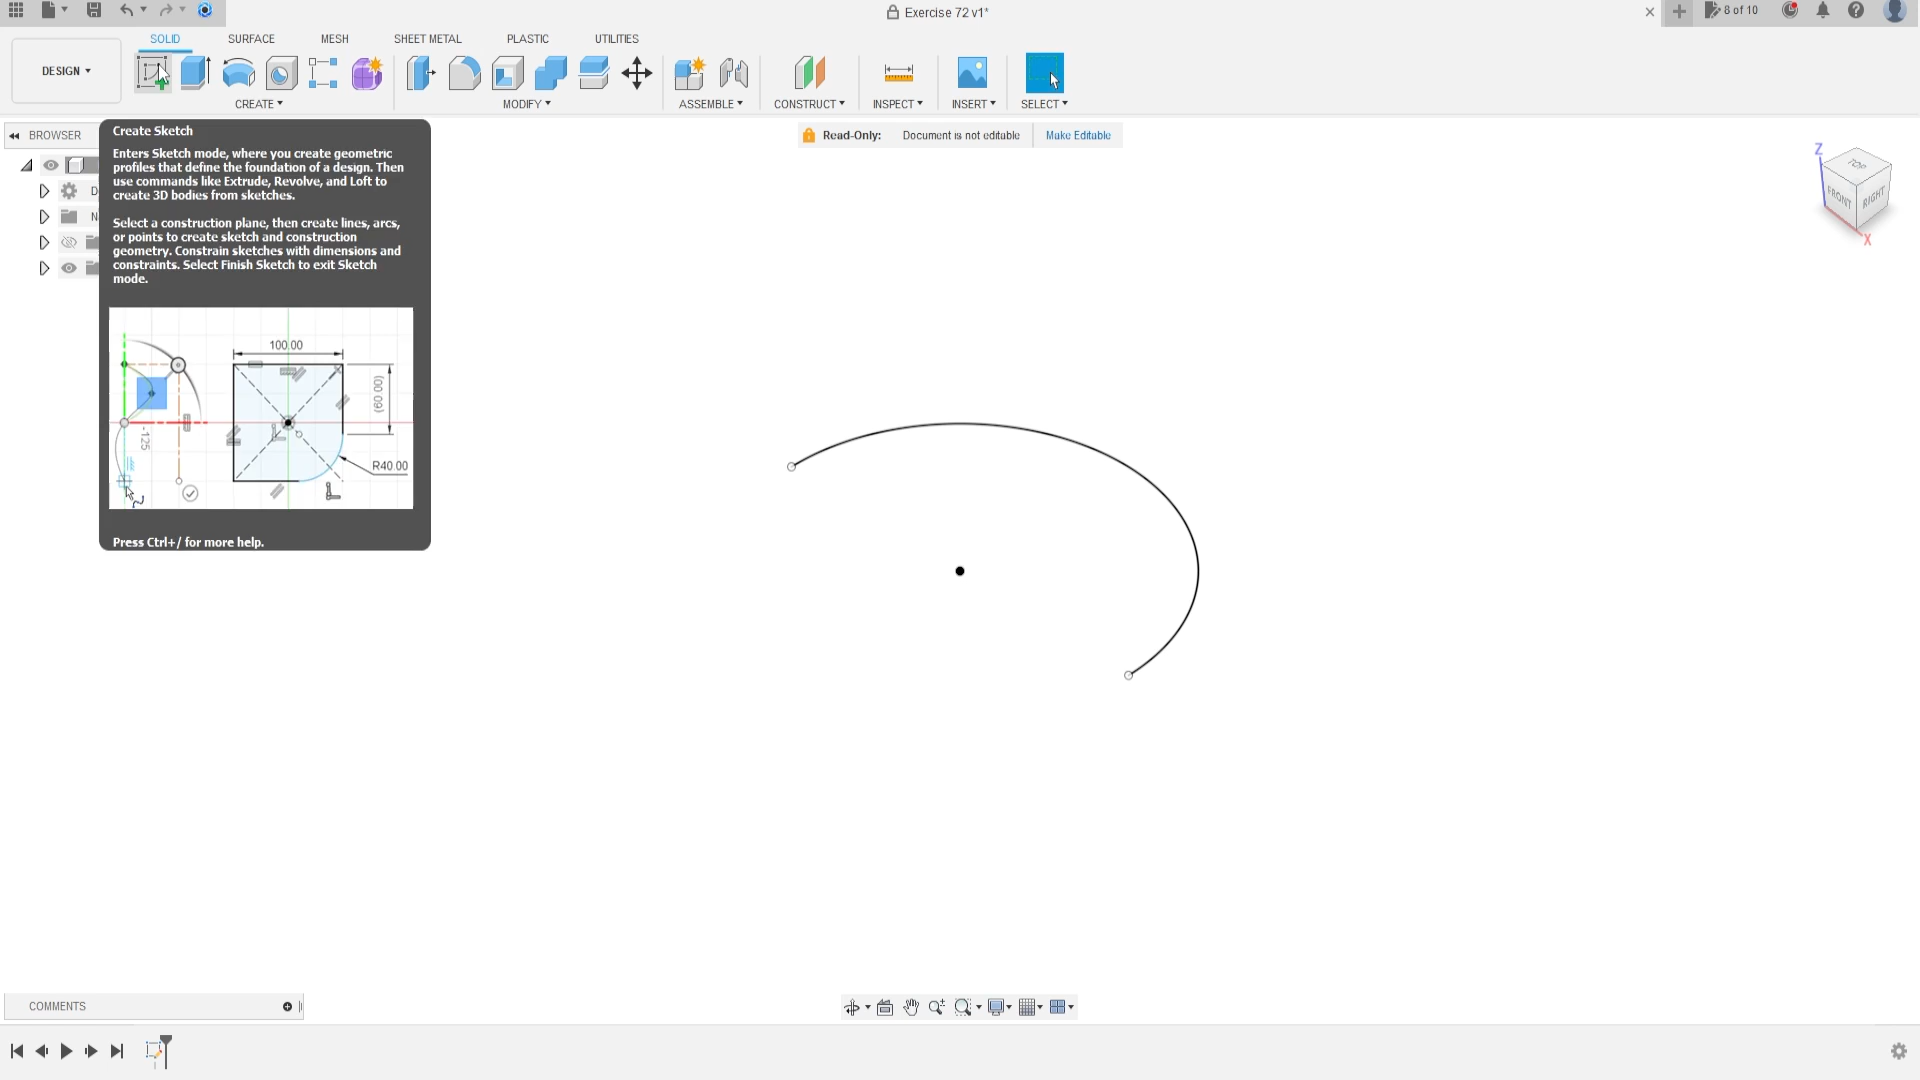 Exercise 72 v1*
8 of 10
DESIGN
SOLID
SURFACE
MESH
SHEET METAL
PLASTIC
UTILITIES
CREATE
MODIFY
ASSEMBLE
CONSTRUCT
INSPECT
INSERT
SELECT
BROWSER
Read-Only: Document is not editable Make Editable
D
N
Create Sketch
Enters Sketch mode, where you create geometric
profiles that define the foundation of a design. Then
use commands like Extrude, Revolve, and Loft to
create 3D bodies from sketches.
Select a construction plane, then create lines, arcs,
or points to create sketch and construction
geometry. Constrain sketches with dimensions and
constraints. Select Finish Sketch to exit Sketch
mode.
100.00
(60.00)
-125
R40.00
Press Ctrl+/ for more help.
Z
TOP
FRONT
RIGHT
X
COMMENTS